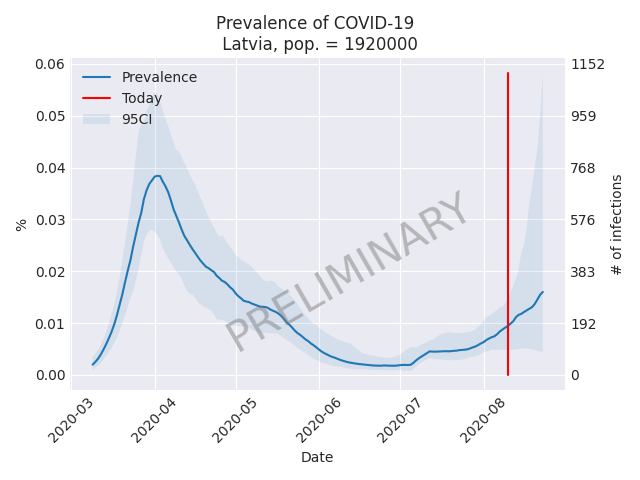 Prevalence of COVID-19
Latvia, pop. = 1920000
Prevalence
Today
95CI
PRELIMINARY
%
0.06
0.05
0.04
0.03
0.02
0.01
0.00
1152
959
768
576
383
192
0
# of infections
2020-03
2020-04
2020-05
2020-06
2020-07
2020-08
Date